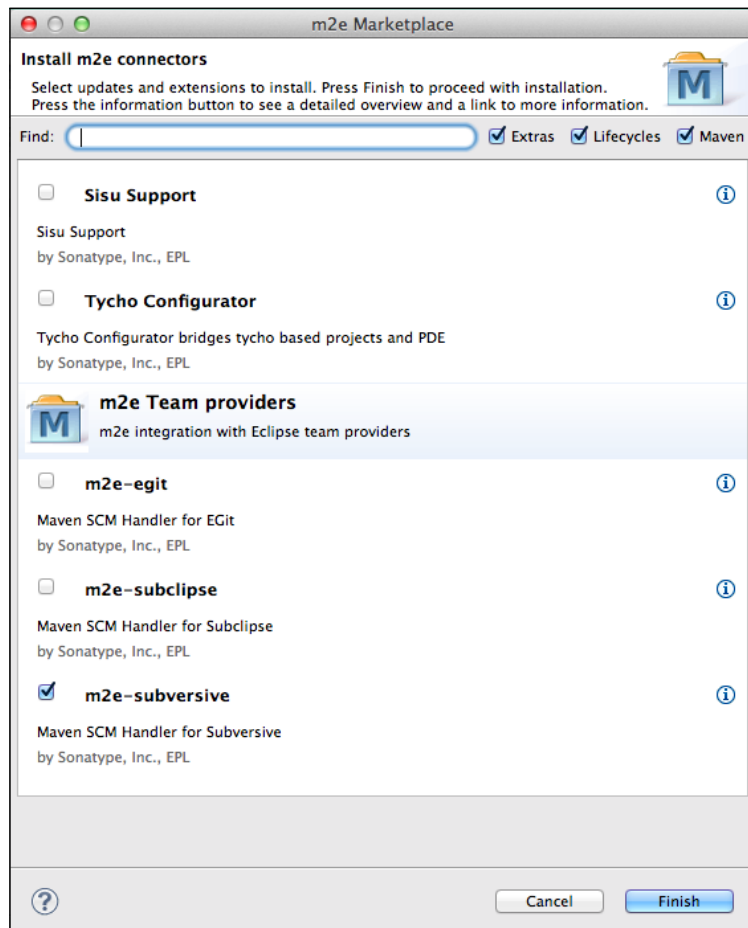 m2e Marketplace
Install m2e connectors
Select updates and extensions to install. Press Finish to proceed with installation.
Press the information button to see a detailed overview and a link to more information.
M
Find: Extras Lifecycles Maven
Sisu Support
Sisu Support
by Sonatype, Inc., EPL
Tycho Configurator
Tycho Configurator bridges tycho based projects and PDE
by Sonatype, Inc., EPL
M
m2e Team providers
m2e integration with Eclipse team providers
m2e-egit
Maven SCM Handler for EGit
by Sonatype, Inc., EPL
m2e-subclipse
Maven SCM Handler for Subclipse
by Sonatype, Inc., EPL
m2e-subversive
Maven SCM Handler for Subversive
by Sonatype, Inc., EPL
? Cancel Finish